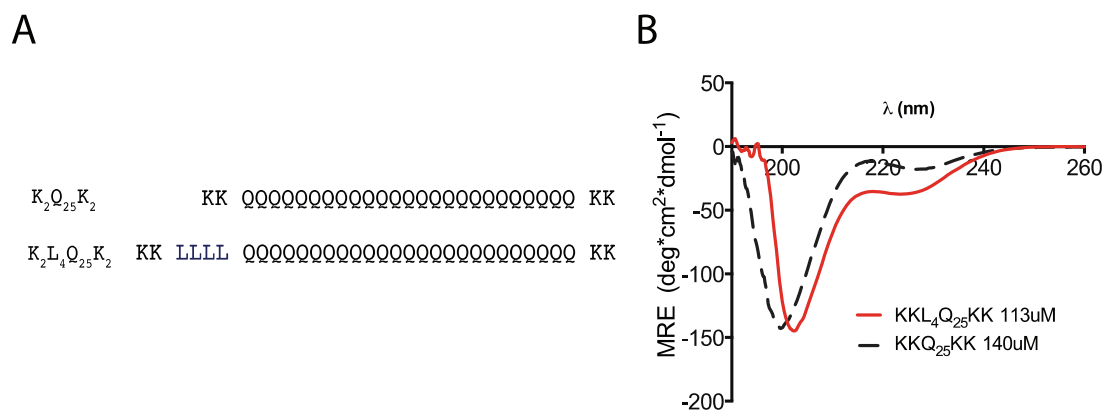 A
K₂Q₂₅K₂ KK QQQQQQQQQQQQQQQQQQQQQQQQQ KK
K₂L₄Q₂₅K₂ KK LLLL QQQQQQQQQQQQQQQQQQQQQQQQQ KK
B
MRE (deg*cm²*dmol⁻¹)
50
0
-50
-100
-150
-200
λ (nm)
200 220 240 260
KKL₄Q₂₅KK 113uM
KKQ₂₅KK 140uM